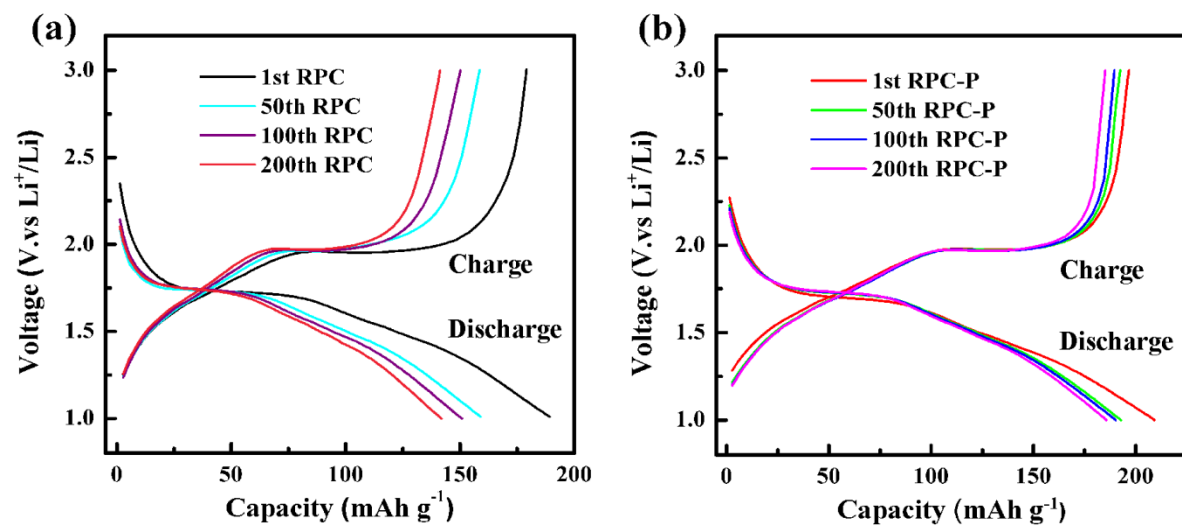 (a)
1st RPC
50th RPC
100th RPC
200th RPC
Charge
Discharge
Voltage (V.vs Li⁺/Li)
3.0
2.5
2.0
1.5
1.0
0
50
100
150
200
Capacity (mAh g⁻¹)
(b)
1st RPC-P
50th RPC-P
100th RPC-P
200th RPC-P
Charge
Discharge
Voltage (V.vs Li⁺/Li)
3.0
2.5
2.0
1.5
1.0
0
50
100
150
200
Capacity (mAh g⁻¹)